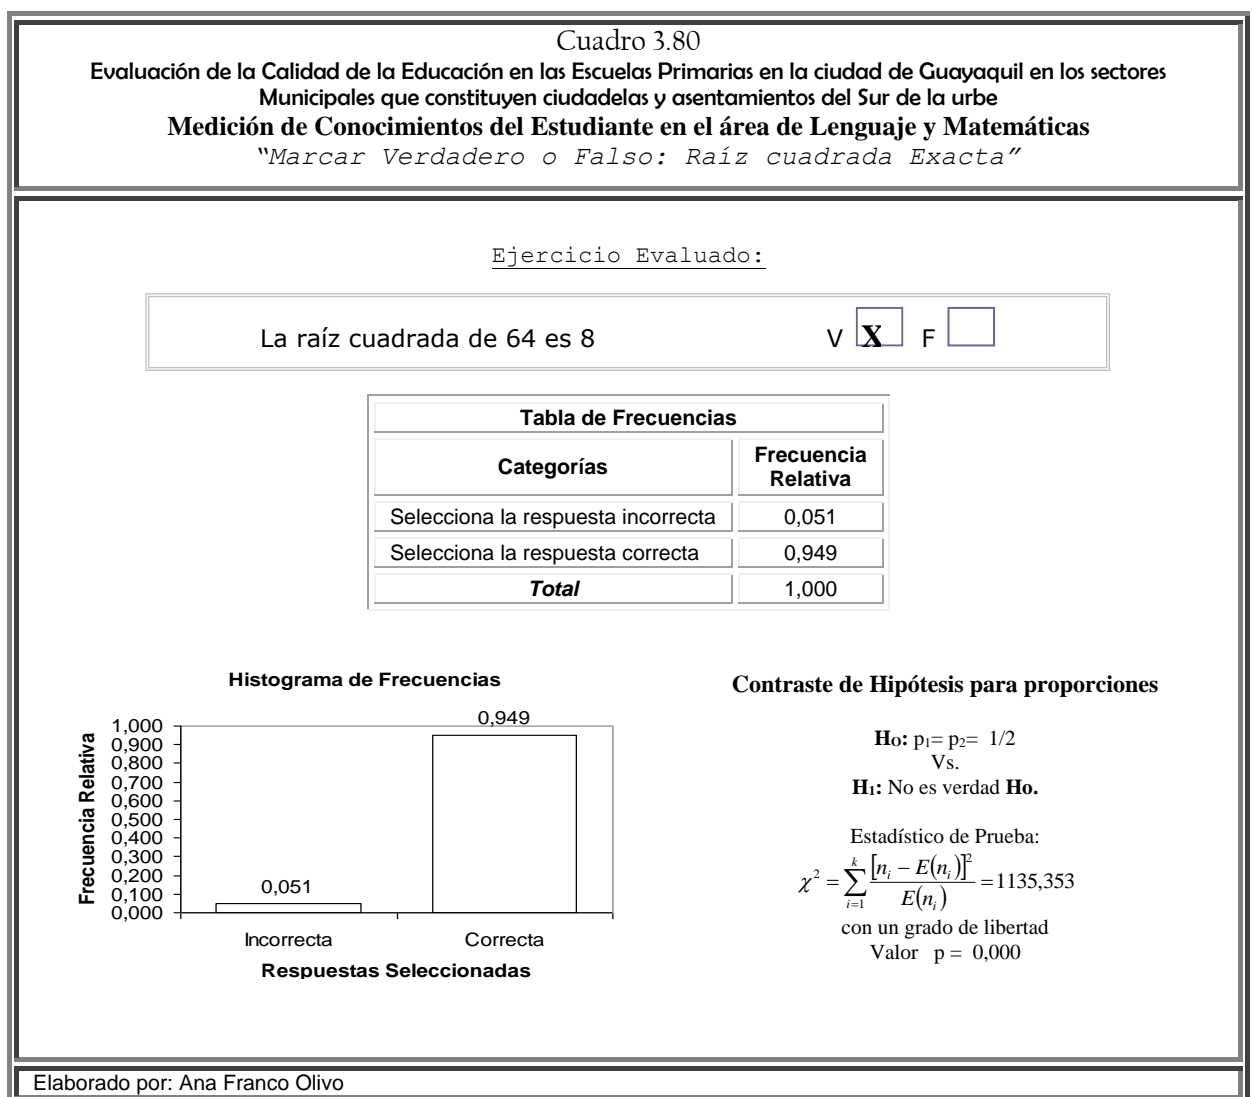 Cuadro 3.80
Evaluación de la Calidad de la Educación en las Escuelas Primarias en la ciudad de Guayaquil en los sectores
Municipales que constituyen ciudadelas y asentamientos del Sur de la urbe
Medición de Conocimientos del Estudiante en el área de Lenguaje y Matemáticas
“Marcar Verdadero o Falso: Raíz cuadrada Exacta”
Ejercicio Evaluado:
La raíz cuadrada de 64 es 8 V X F
Tabla de Frecuencias
Categorías Frecuencia Relativa
Selecciona la respuesta incorrecta 0,051
Selecciona la respuesta correcta 0,949
Total 1,000
Histograma de Frecuencias
Frecuencia Relativa
1,000
0,900
0,800
0,700
0,600
0,500
0,400
0,300
0,200
0,100
0,000
0,051
0,949
Incorrecta Correcta
Respuestas Seleccionadas
Contraste de Hipótesis para proporciones
H₀: p₁= p₂= 1/2
Vs.
H₁: No es verdad Ho.
Estadístico de Prueba:
χ² = ∑ᵢ₌₁ᵏ [nᵢ − E(nᵢ)]² / E(nᵢ) = 1135,353
con un grado de libertad
Valor p = 0,000
Elaborado por: Ana Franco Olivo